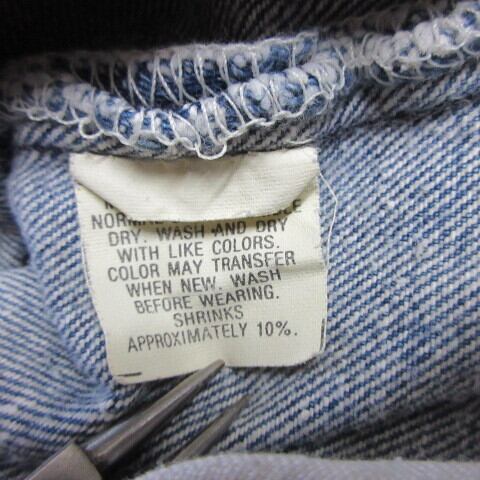 DRY. WASH AND DRY
WITH LIKE COLORS.
COLOR MAY TRANSFER
WHEN NEW. WASH
BEFORE WEARING.
SHRINKS
APPROXIMATELY 10%.